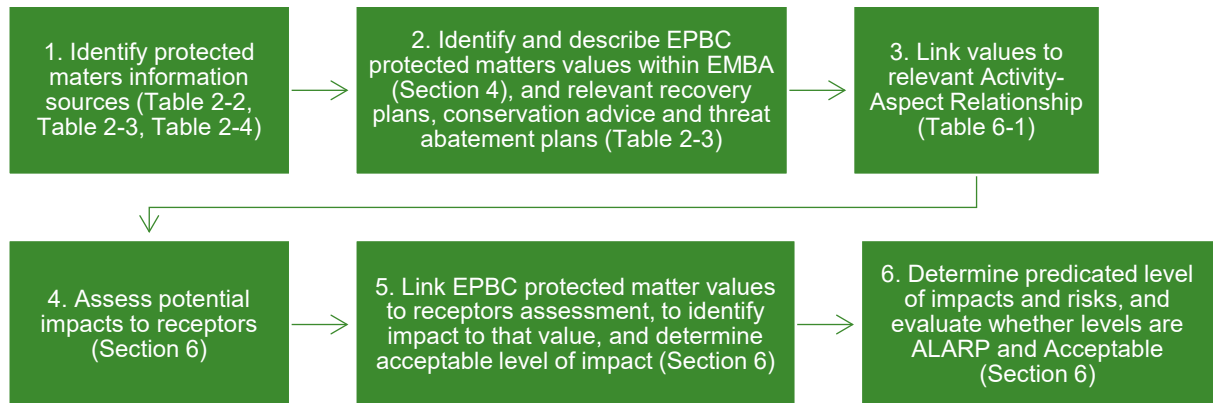 1. Identify protected
maters information
sources (Table 2-2,
Table 2-3, Table 2-4)
2. Identify and describe EPBC
protected matters values within EMBA
(Section 4), and relevant recovery
plans, conservation advice and threat
abatement plans (Table 2-3)
3. Link values to
relevant Activity-
Aspect Relationship
(Table 6-1)
4. Assess potential
impacts to receptors
(Section 6)
5. Link EPBC protected matter values
to receptors assessment, to identify
impact to that value, and determine
acceptable level of impact (Section 6)
6. Determine predicated level
of impacts and risks, and
evaluate whether levels are
ALARP and Acceptable
(Section 6)